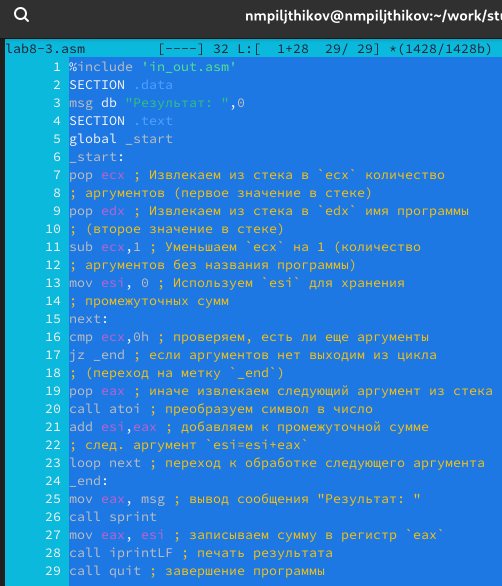 nmpiljthikov@nmpiljthikov:~/work/st
lab8-3.asm [----] 32 L:[ 1+28 29/ 29] *(1428/1428b)
1 %include 'in_out.asm'
2 SECTION .data
3 msg db "Результат: ",0
4 SECTION .text
5 global _start
6 _start:
7 pop ecx ; Извлекаем из стека в `ecx` количество
8 ; аргументов (первое значение в стеке)
9 pop edx ; Извлекаем из стека в `edx` имя программы
10 ; (второе значение в стеке)
11 sub ecx,1 ; Уменьшаем `ecx` на 1 (количество
12 ; аргументов без названия программы)
13 mov esi, 0 ; Используем `esi` для хранения
14 ; промежуточных сумм
15 next:
16 cmp ecx,0h ; проверяем, есть ли еще аргументы
17 jz _end ; если аргументов нет выходим из цикла
18 ; (переход на метку `_end`)
19 pop eax ; иначе извлекаем следующий аргумент из стека
20 call atoi ; преобразуем символ в число
21 add esi,eax ; добавляем к промежуточной сумме
22 ; след. аргумент `esi=esi+eax`
23 loop next ; переход к обработке следующего аргумента
24 _end:
25 mov eax, msg ; вывод сообщения "Результат: "
26 call sprint
27 mov eax, esi ; записываем сумму в регистр `eax`
28 call iprintLF ; печать результата
29 call quit ; завершение программы